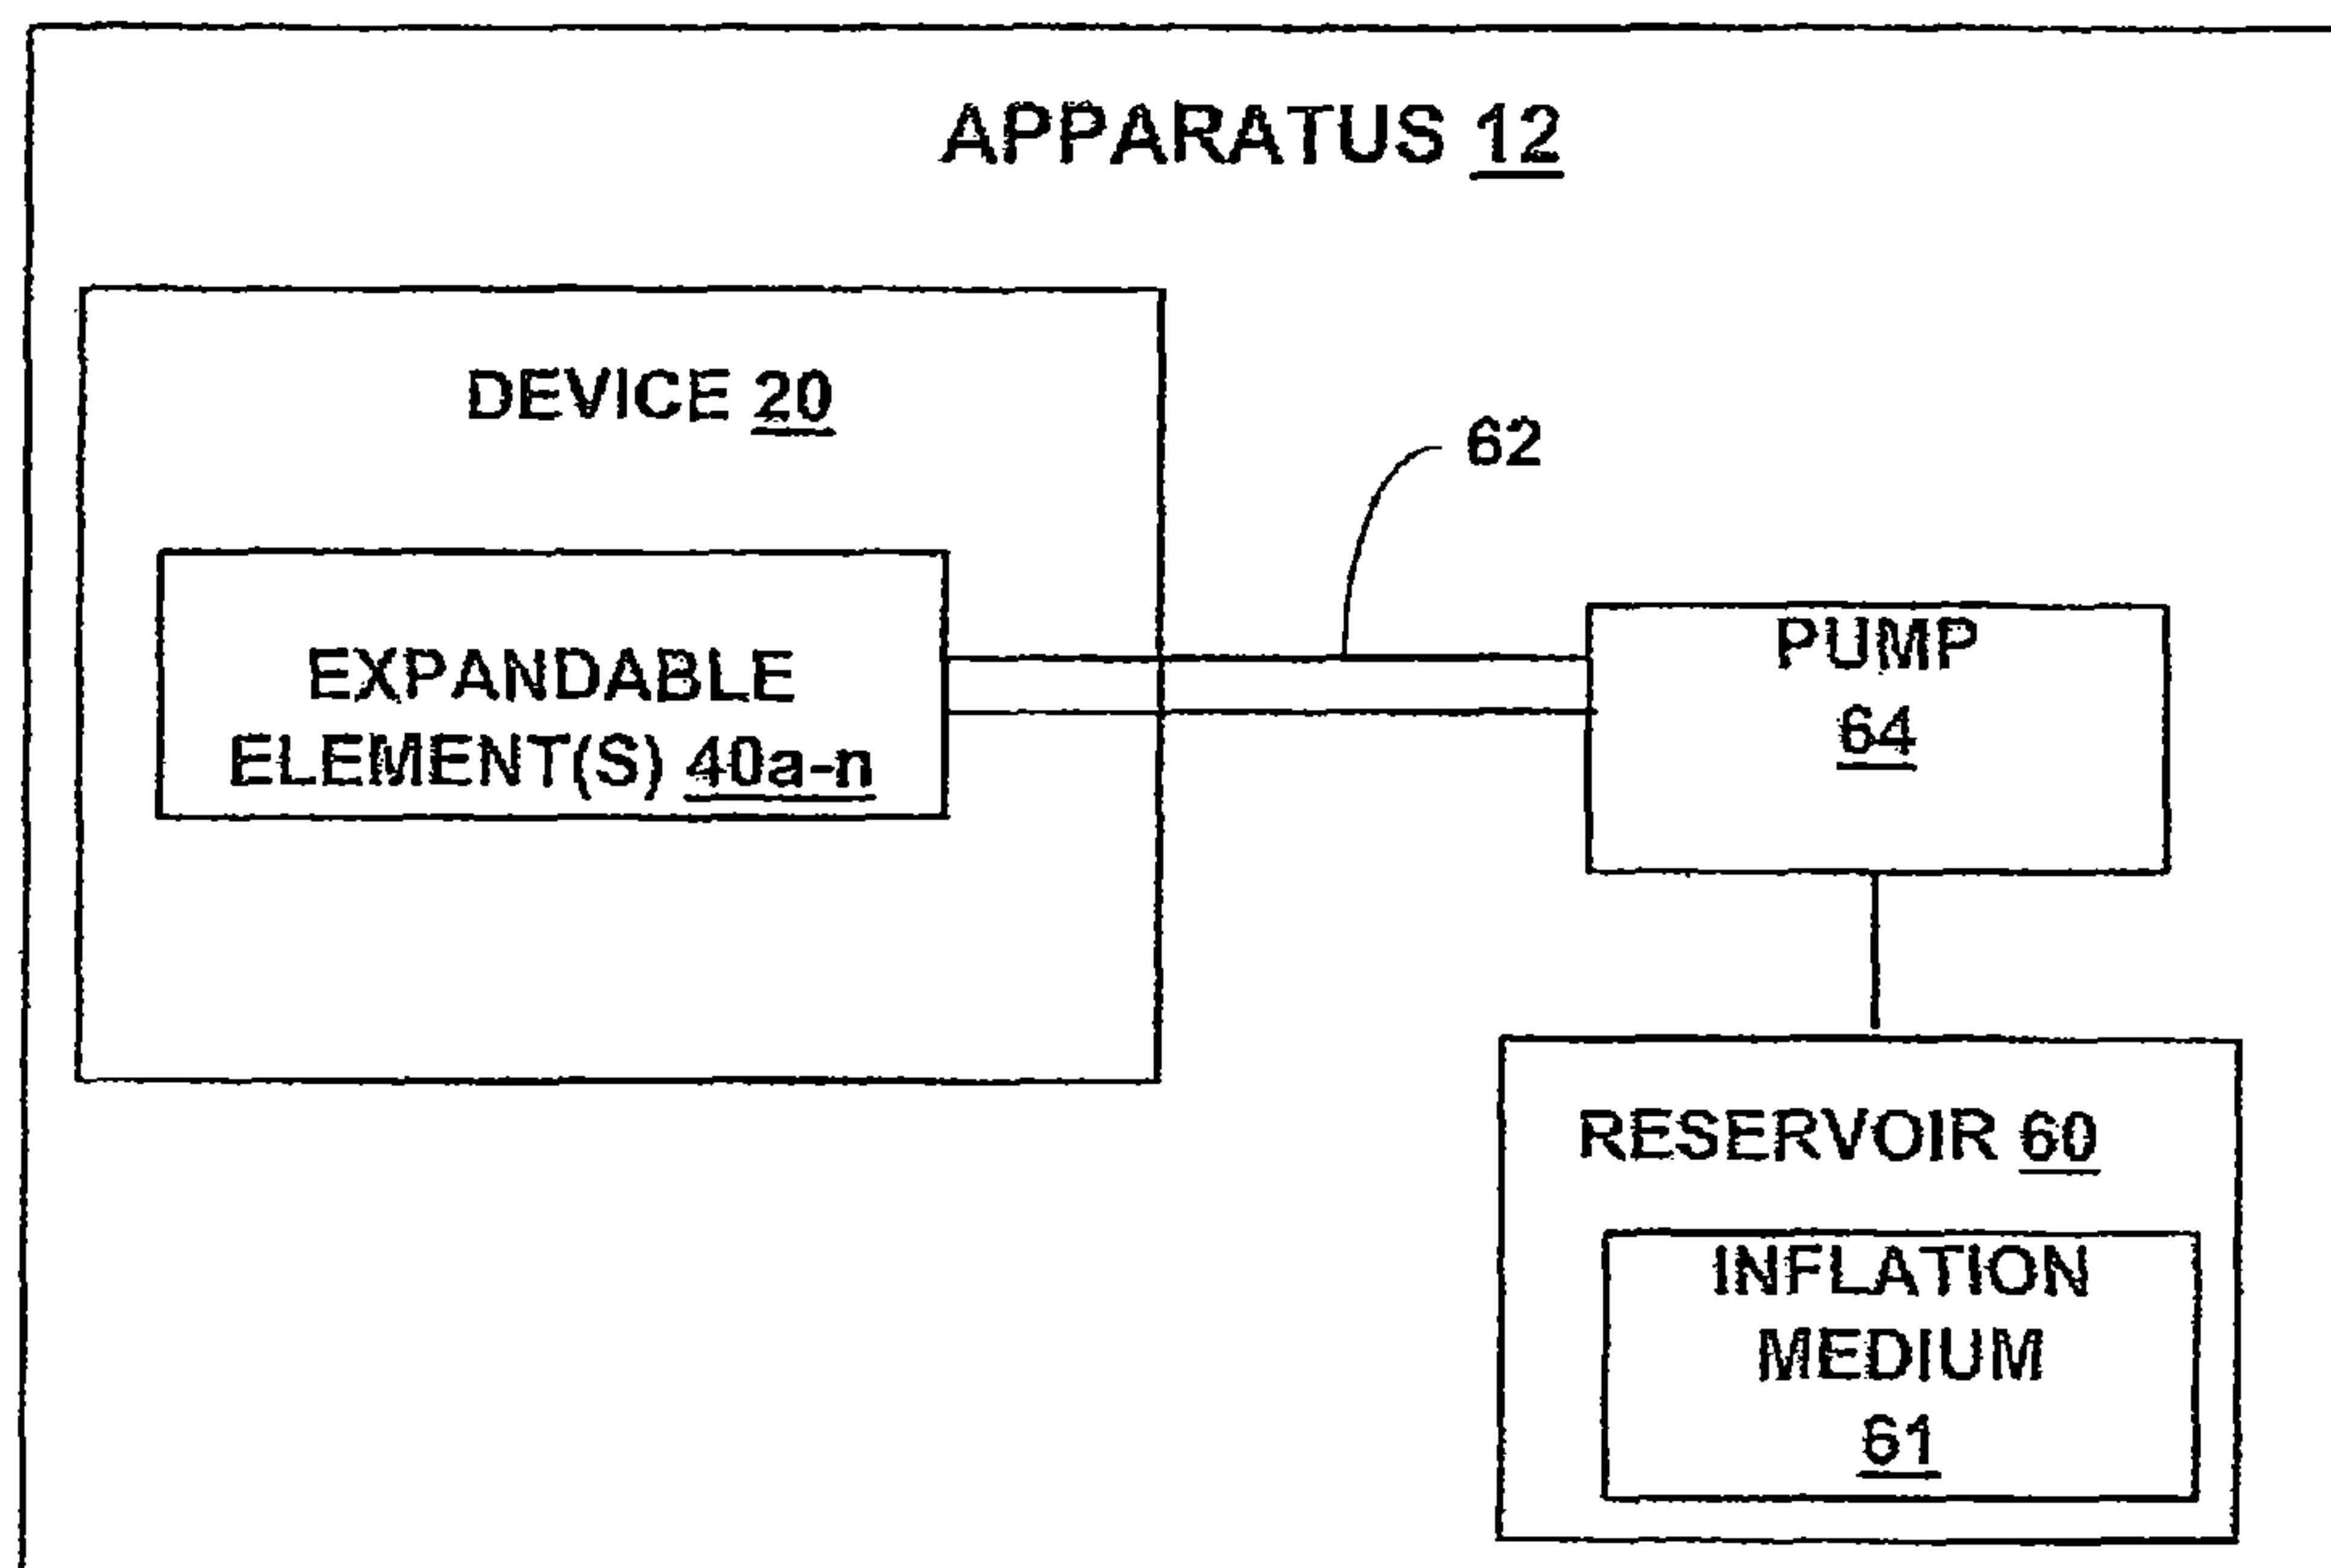 APPARATUS 12
DEVICE 20
62
EXPANDABLE
ELEMENT(S) 40a-n
PUMP
64
RESERVOIR 60
INFLATION
MEDIUM
61